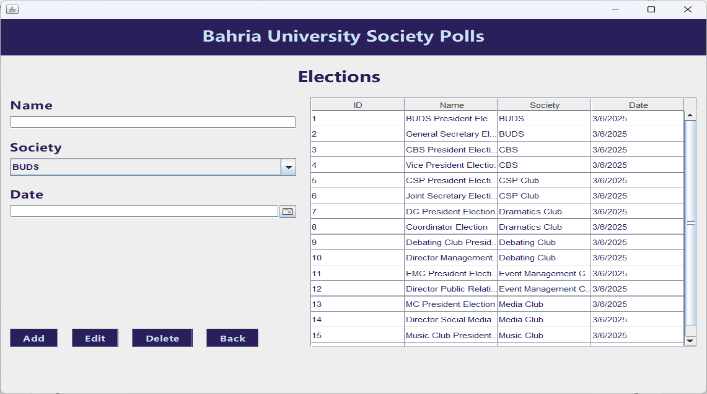 Bahria University Society Polls
Elections
Name
Society
BUDS
Date
Add Edit Delete Back
ID Name Society Date
1 BUDS President Ele... BUDS 3/6/2025
2 General Secretary El... BUDS 3/6/2025
3 CBS President Electi... CBS 3/6/2025
4 Vice President Electio... CBS 3/6/2025
5 CSP President Electi... CSP Club 3/6/2025
6 Joint Secretary Electi... CSP Club 3/6/2025
7 DC President Election Dramatics Club 3/6/2025
8 Coordinator Election Dramatics Club 3/6/2025
9 Debating Club Presid... Debating Club 3/6/2025
10 Director Management... Debating Club 3/6/2025
11 EMC President Electi... Event Management C... 3/6/2025
12 Director Public Relati... Event Management C... 3/6/2025
13 MC President Election Media Club 3/6/2025
14 Director Social Media... Media Club 3/6/2025
15 Music Club President... Music Club 3/6/2025